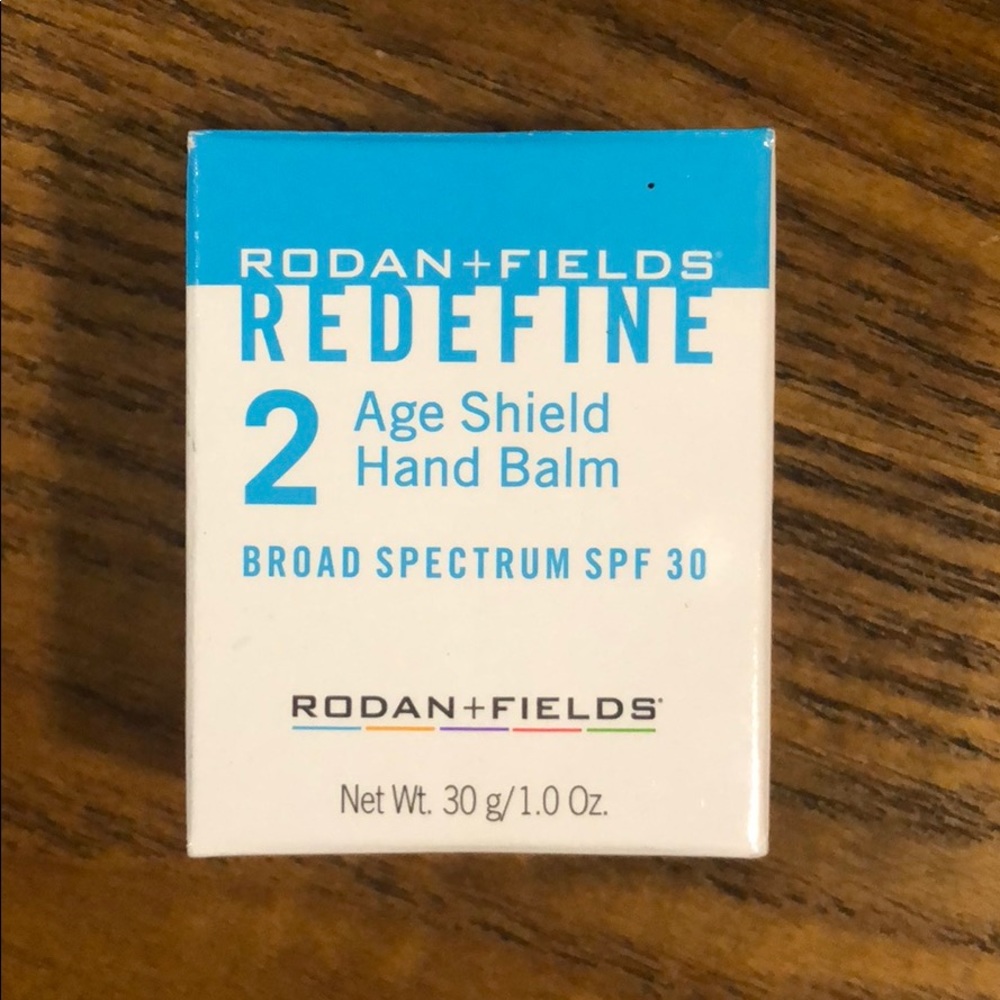 RODAN+FIELDS®
REDEFINE
2 Age Shield
Hand Balm
BROAD SPECTRUM SPF 30
RODAN+FIELDS®
Net Wt. 30 g/1.0 Oz.